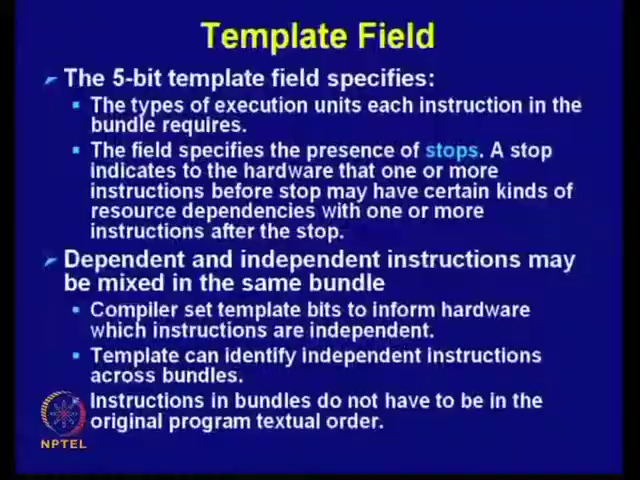 Template Field
The 5-bit template field specifies:
The types of execution units each instruction in the
bundle requires.
The field specifies the presence of stops. A stop
indicates to the hardware that one or more
instructions before stop may have certain kinds of
resource dependencies with one or more
instructions after the stop.
Dependent and independent instructions may
be mixed in the same bundle
Compiler set template bits to inform hardware
which instructions are independent.
Template can identify independent instructions
across bundles.
Instructions in bundles do not have to be in the
original program textual order.
NPTEL